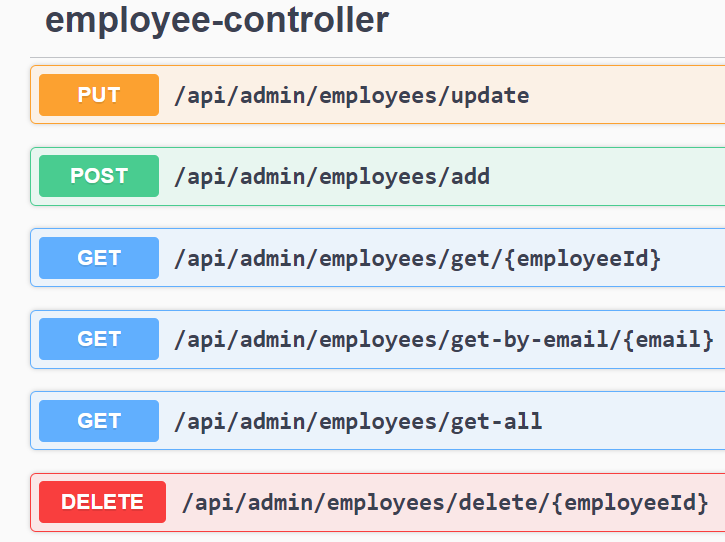 employee-controller
PUT /api/admin/employees/update
POST /api/admin/employees/add
GET /api/admin/employees/get/{employeeId}
GET /api/admin/employees/get-by-email/{email}
GET /api/admin/employees/get-all
DELETE /api/admin/employees/delete/{employeeId}